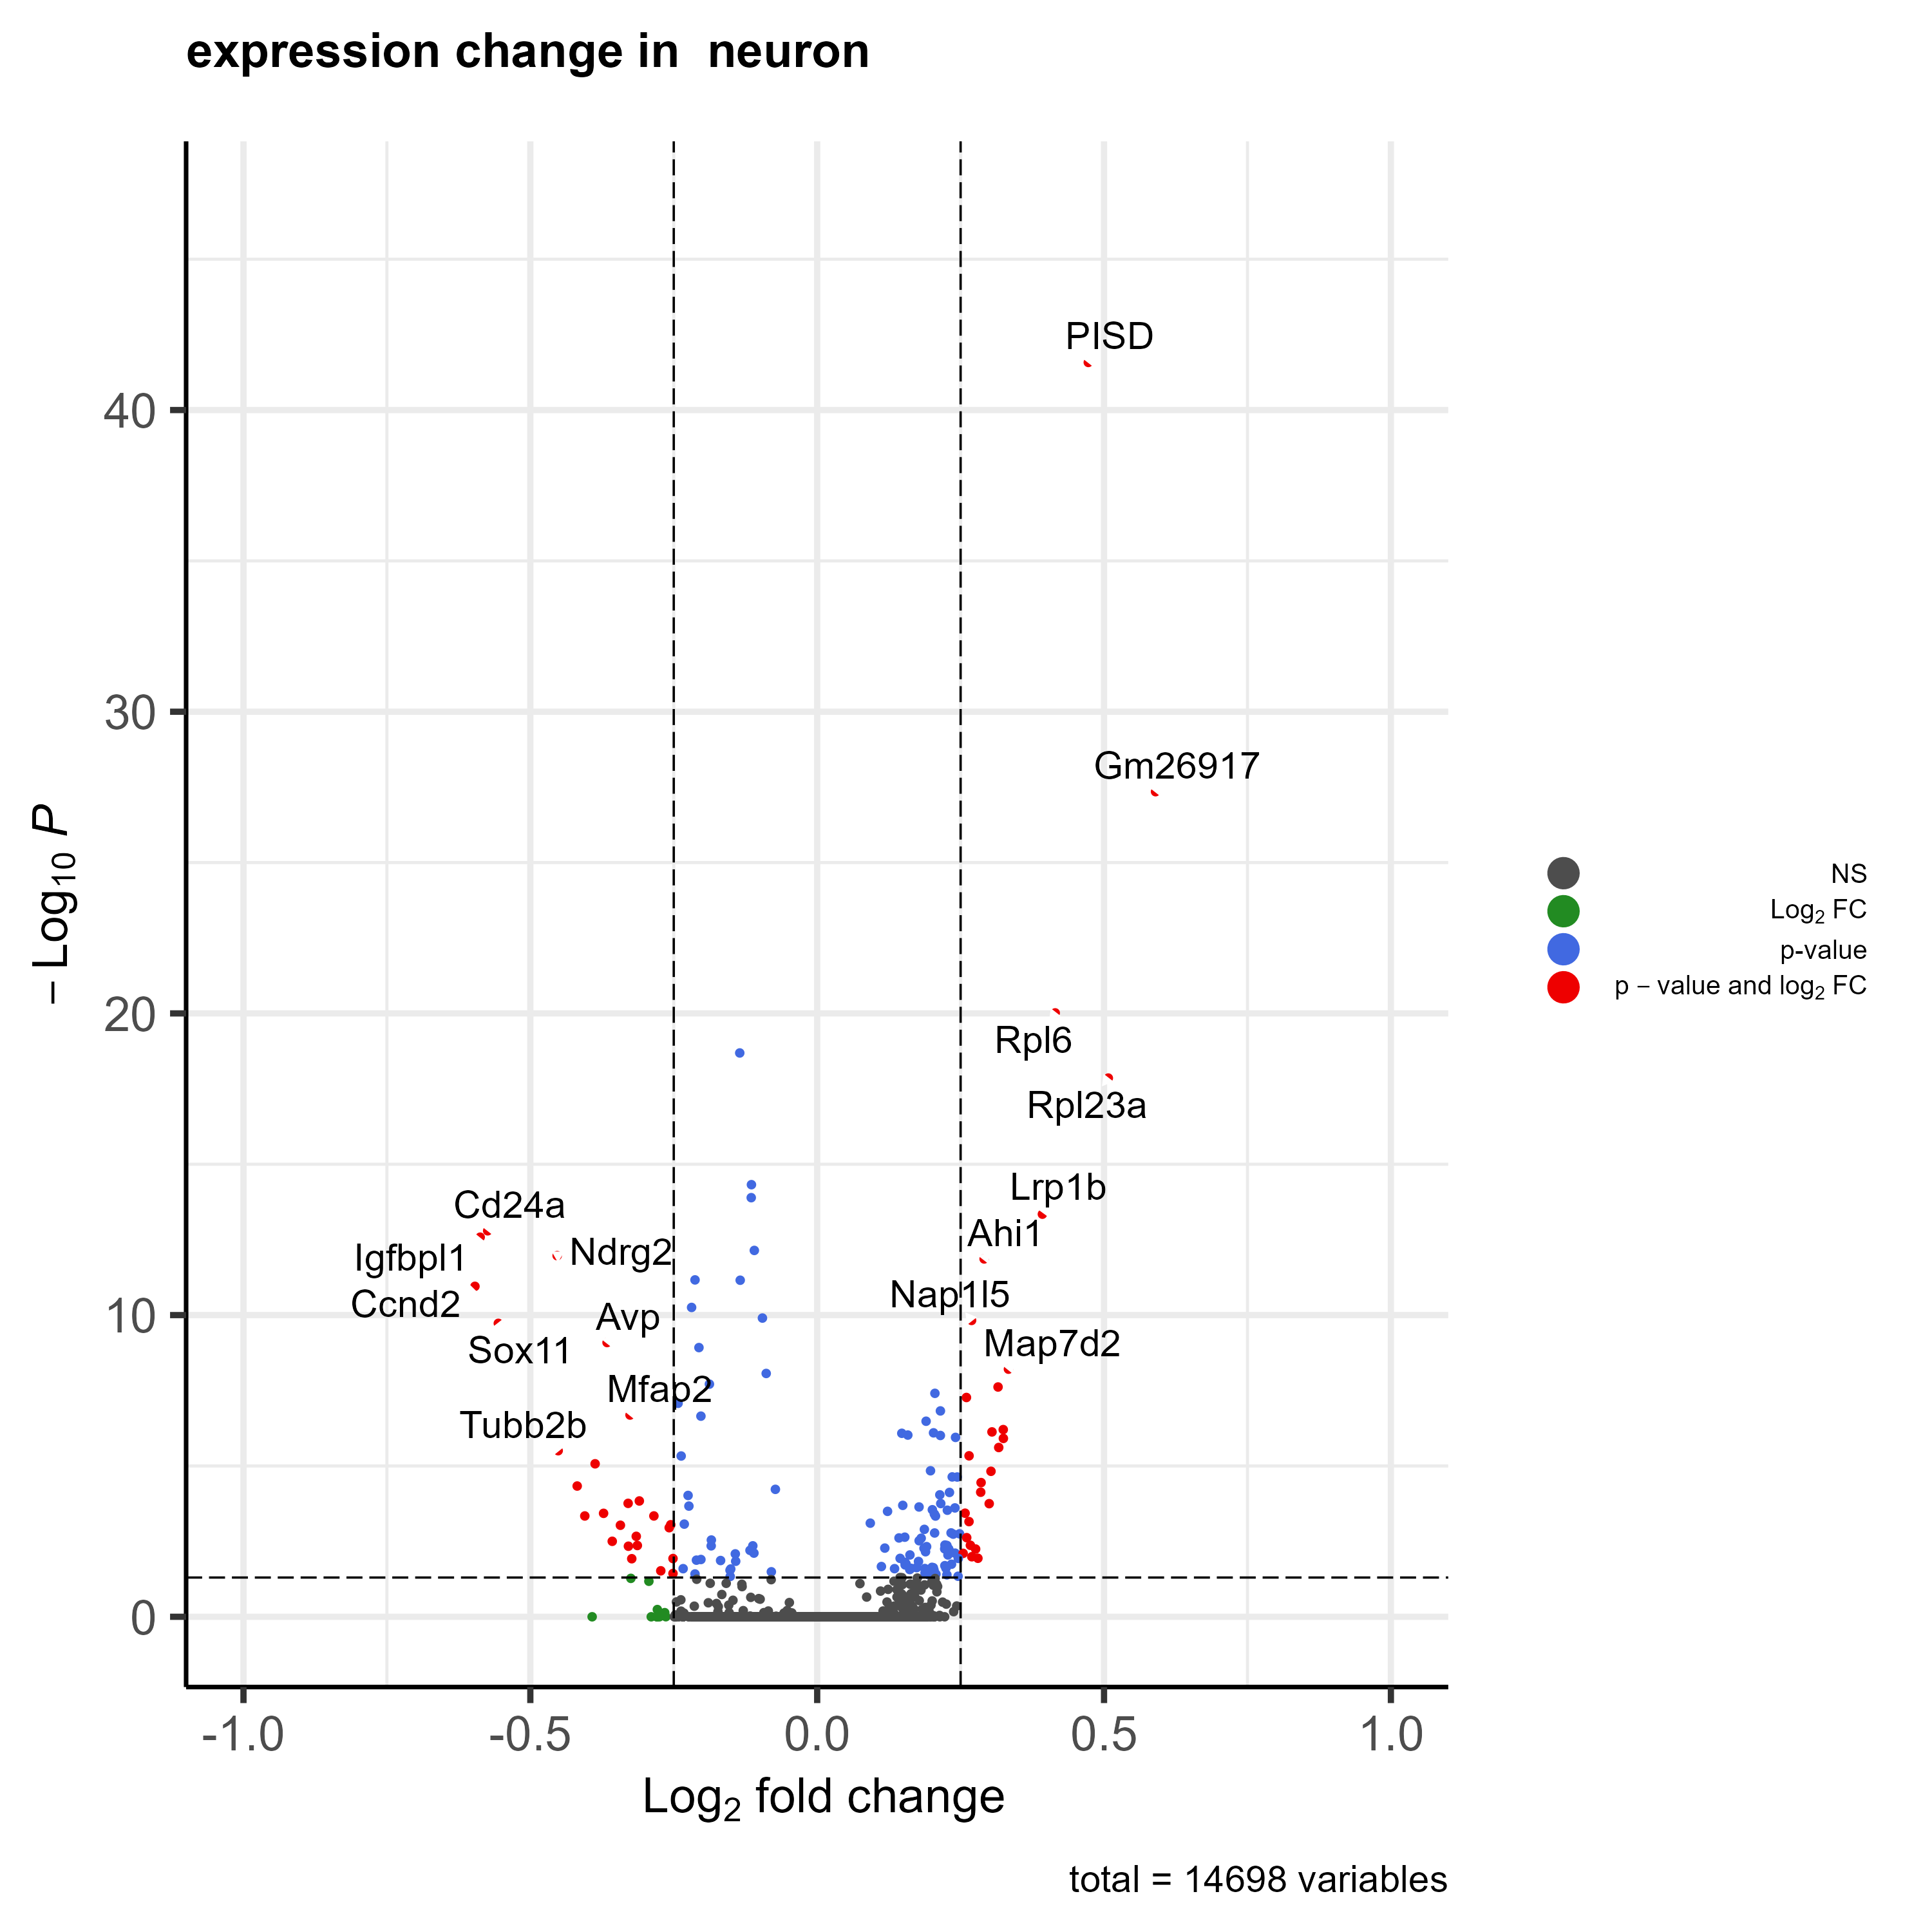 expression change in  neuron
− Log₁₀ P
40
30
20
10
0
PISD
Gm26917
Rpl6
Rpl23a
Lrp1b
Cd24a
Ahi1
Igfbpl1
Ndrg2
Nap1l5
Ccnd2
Avp
Sox11
Map7d2
Mfap2
Tubb2b
NS
Log₂ FC
p-value
p − value and log₂ FC
-1.0 -0.5 0.0 0.5 1.0
Log₂ fold change
total = 14698 variables